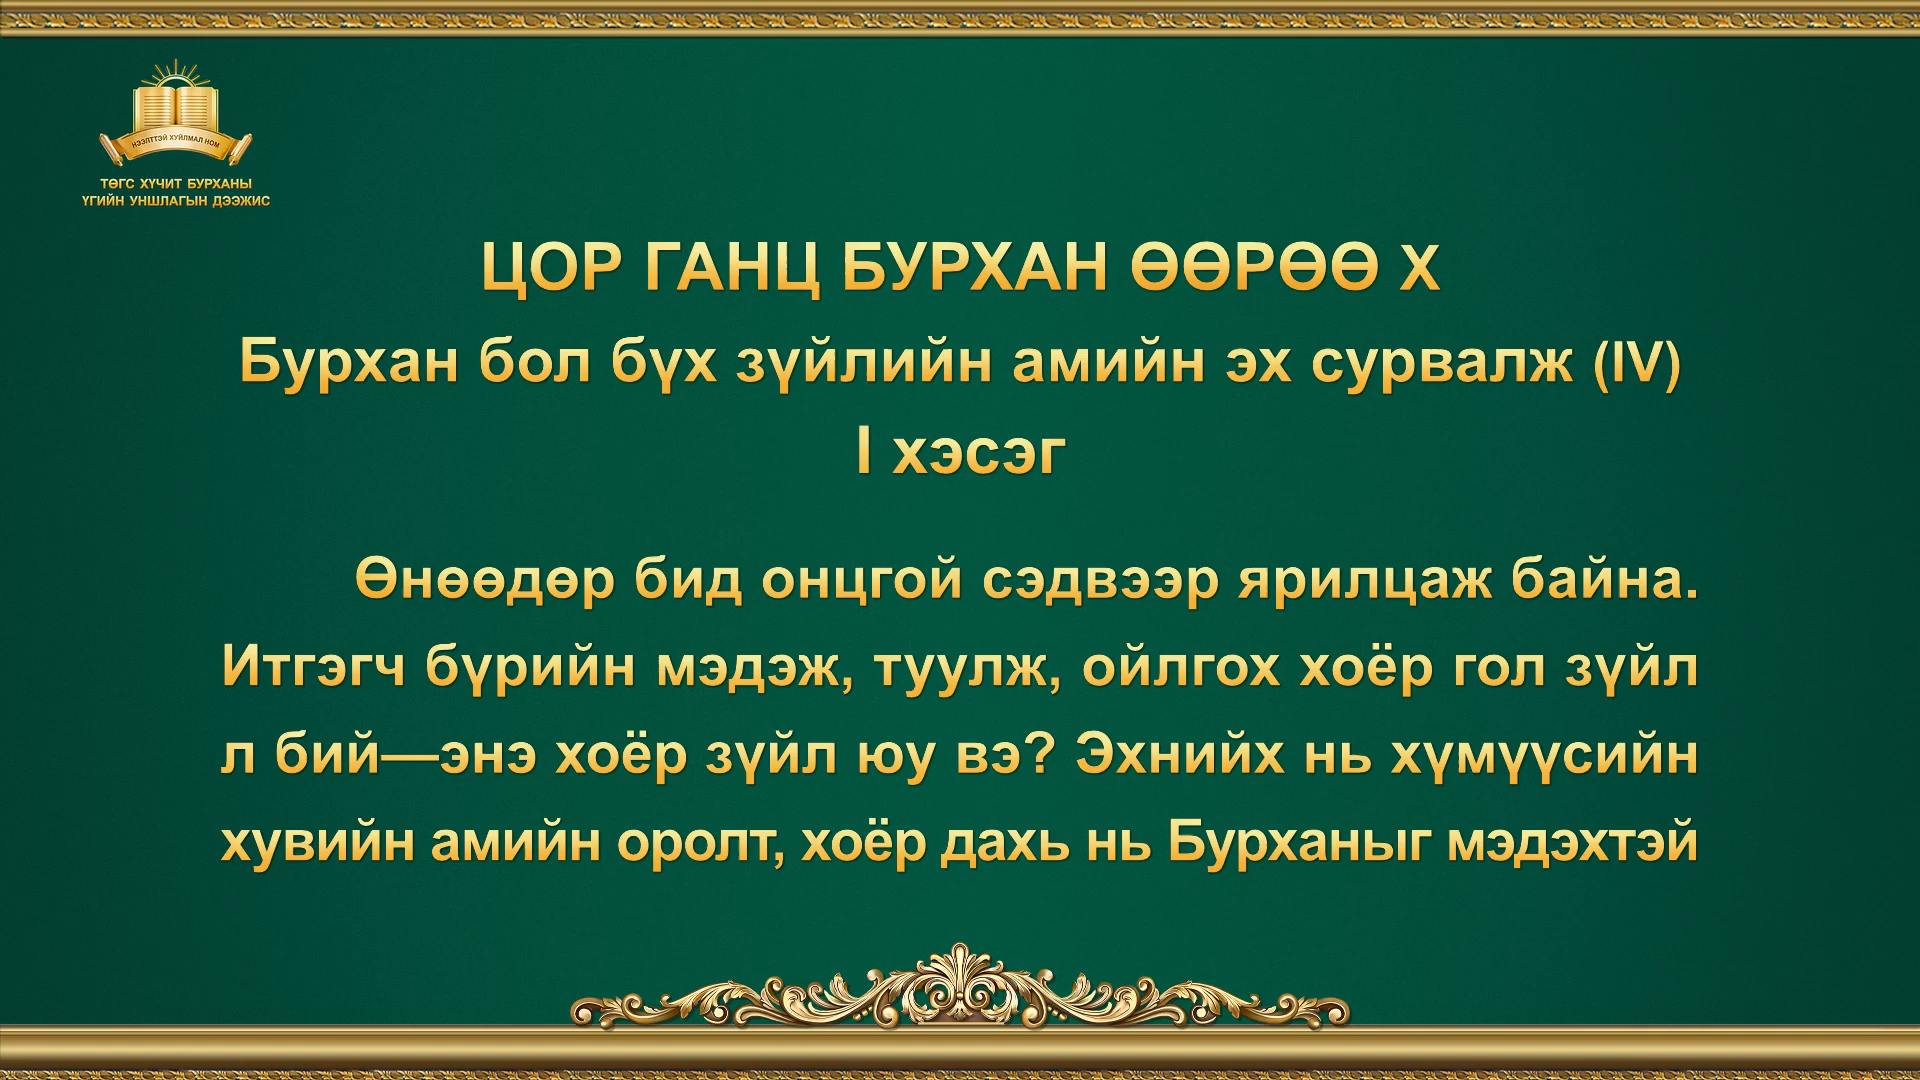 НЭЭЛТТЭЙ ХУЙЛМАЛ НОМ
ТӨГС ХҮЧИТ БУРХАНЫ
ҮГИЙН УНШЛАГЫН ДЭЭЖИС
ЦОР ГАНЦ БУРХАН ӨӨРӨӨ X
Бурхан бол бүх зүйлийн амийн эх сурвалж (IV)
I хэсэг
Өнөөдөр бид онцгой сэдвээр ярилцаж байна.
Итгэгч бүрийн мэдэж, туулж, ойлгох хоёр гол зүйл
л бий—энэ хоёр зүйл юу вэ? Эхнийх нь хүмүүсийн
хувийн амийн оролт, хоёр дахь нь Бурханыг мэдэхтэй